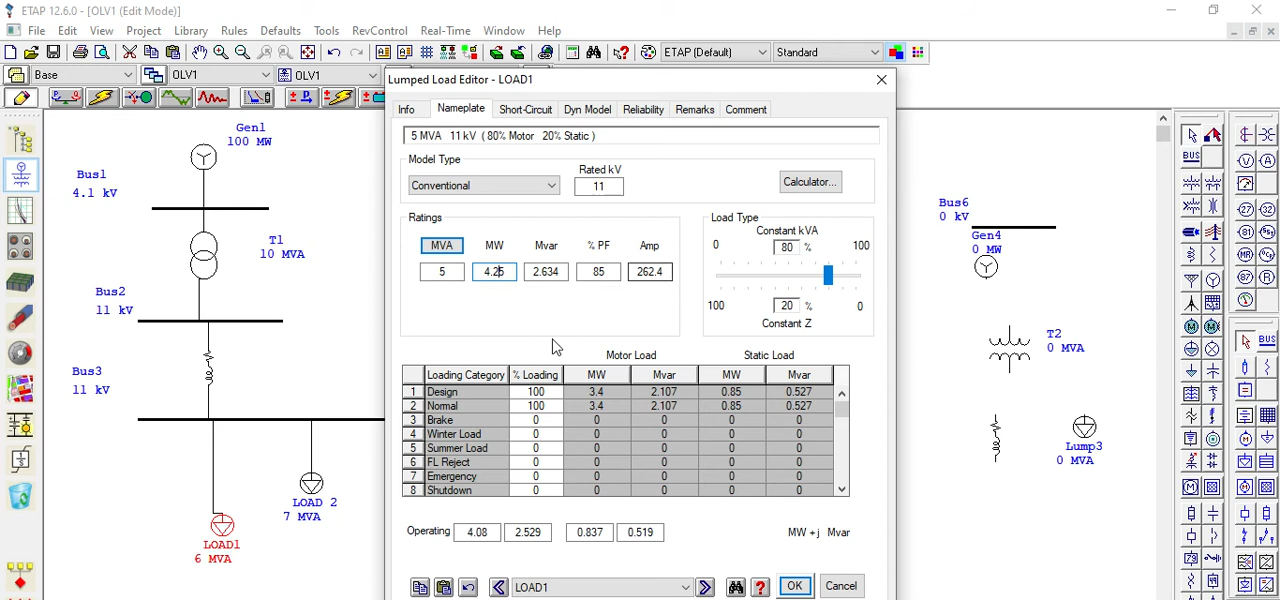 ETAP 12.6.0 - [OLV1 (Edit Mode)]
File Edit View Project Library Rules Defaults Tools RevControl Real-Time Window Help
ETAP (Default) Standard
Base OLV1 OLV1
Lumped Load Editor - LOAD1
Info Nameplate Short-Circuit Dyn Model Reliability Remarks Comment
5 MVA 11 kV ( 80% Motor 20% Static )
Model Type
Rated kV
Conventional 11 Calculator...
Ratings
MVA MW Mvar % PF Amp
5 4.25 2.634 85 262.4
Load Type
Constant kVA
0 80 % 100
100 20 % 0
Constant Z
Motor Load Static Load
Loading Category % Loading MW Mvar MW Mvar
1 Design 100 3.4 2.107 0.85 0.527
2 Normal 100 3.4 2.107 0.85 0.527
3 Brake 0 0 0 0 0
4 Winter Load 0 0 0 0 0
5 Summer Load 0 0 0 0 0
6 FL Reject 0 0 0 0 0
7 Emergency 0 0 0 0 0
8 Shutdown 0 0 0 0 0
Operating 4.08 2.529 0.837 0.519 MW + j Mvar
LOAD1 OK Cancel
Gen1
100 MW
Bus1
4.1 kV
T1
10 MVA
Bus2
11 kV
Bus3
11 kV
LOAD 2
7 MVA
LOAD1
6 MVA
Bus6
0 kV
Gen4
0 MW
T2
0 MVA
Lump3
0 MVA
BUS
BUS